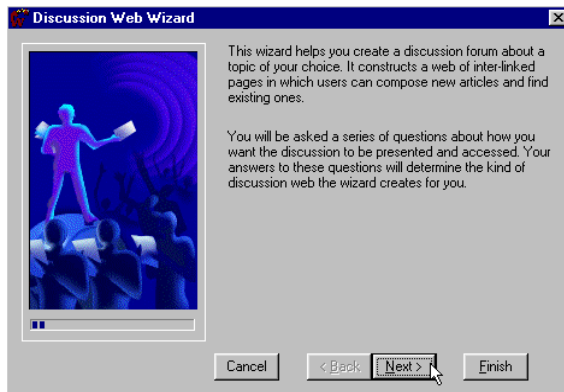 Discussion Web Wizard
This wizard helps you create a discussion forum about a
topic of your choice. It constructs a web of inter-linked
pages in which users can compose new articles and find
existing ones.
You will be asked a series of questions about how you
want the discussion to be presented and accessed. Your
answers to these questions will determine the kind of
discussion web the wizard creates for you.
Cancel
< Back
Next >
Finish